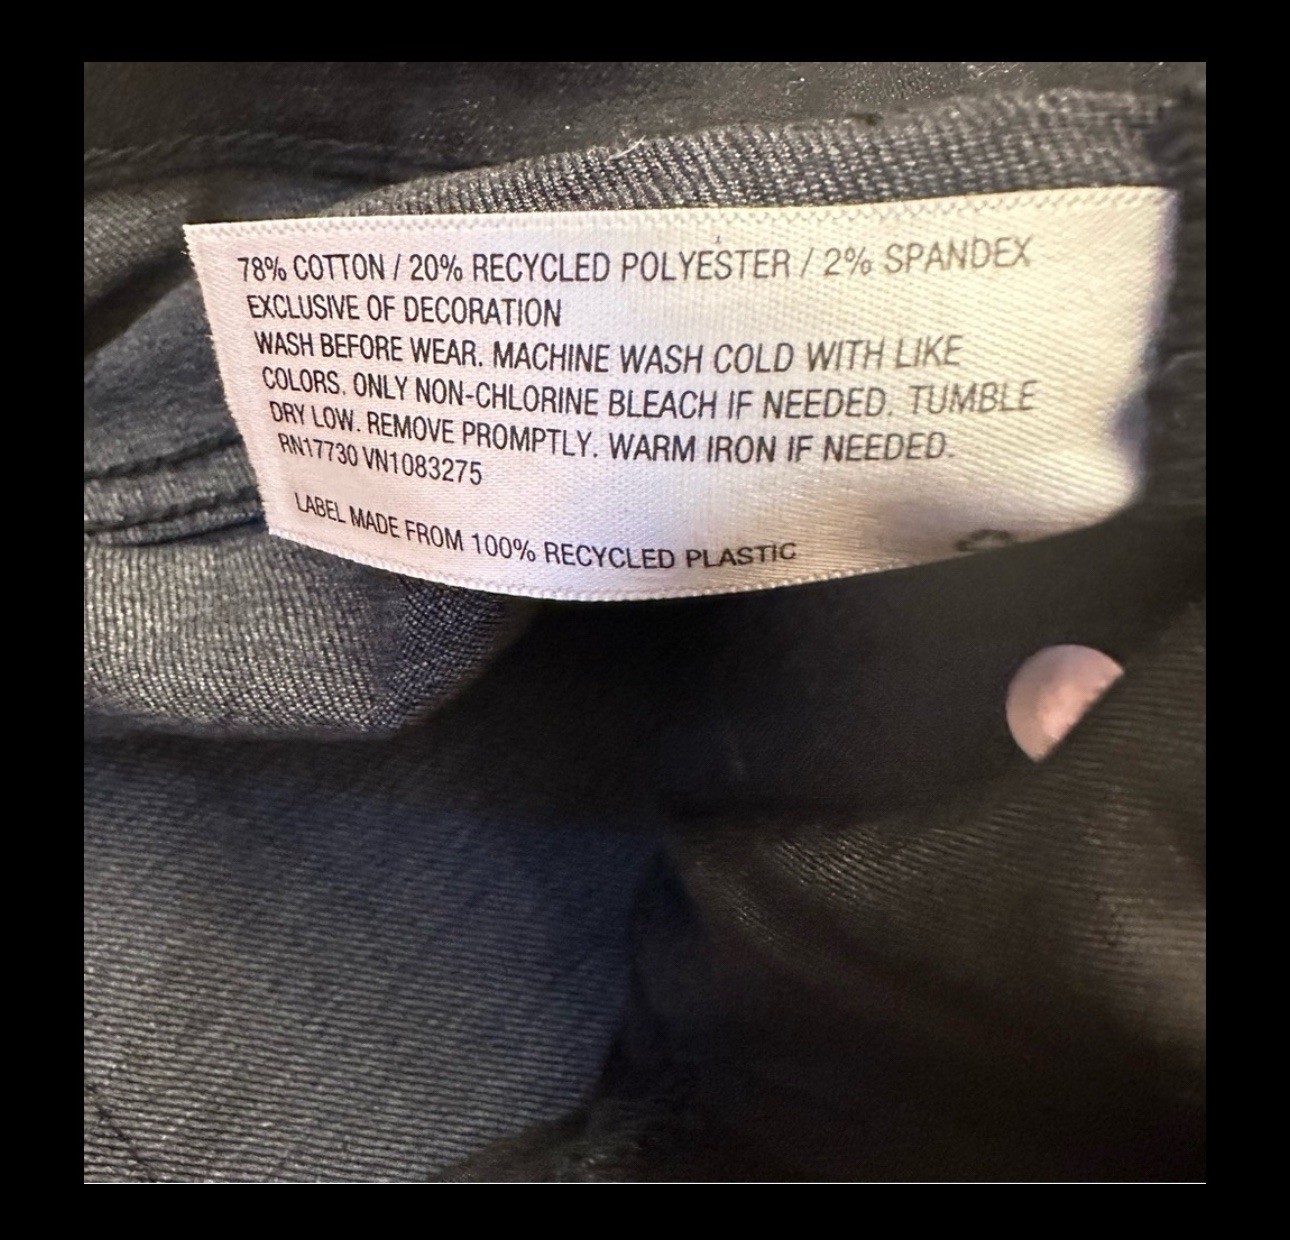 78% COTTON / 20% RECYCLED POLYESTER / 2% SPANDEX
EXCLUSIVE OF DECORATION
WASH BEFORE WEAR. MACHINE WASH COLD WITH LIKE
COLORS. ONLY NON-CHLORINE BLEACH IF NEEDED. TUMBLE
DRY LOW. REMOVE PROMPTLY. WARM IRON IF NEEDED.
RN17730 VN1083275
LABEL MADE FROM 100% RECYCLED PLASTIC